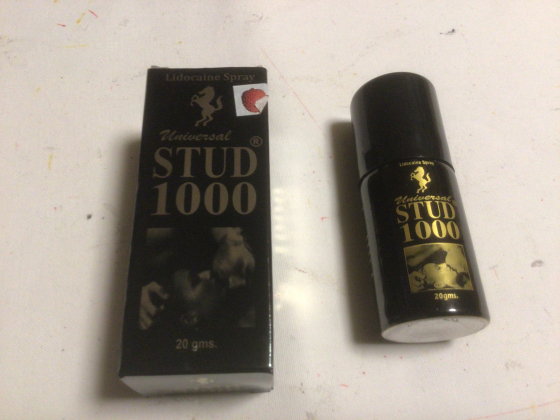 Lidocaine Spray
Universal
STUD ®
1000
20 gms.
Lidocaine Spray
Universal
STUD
1000
20gms.